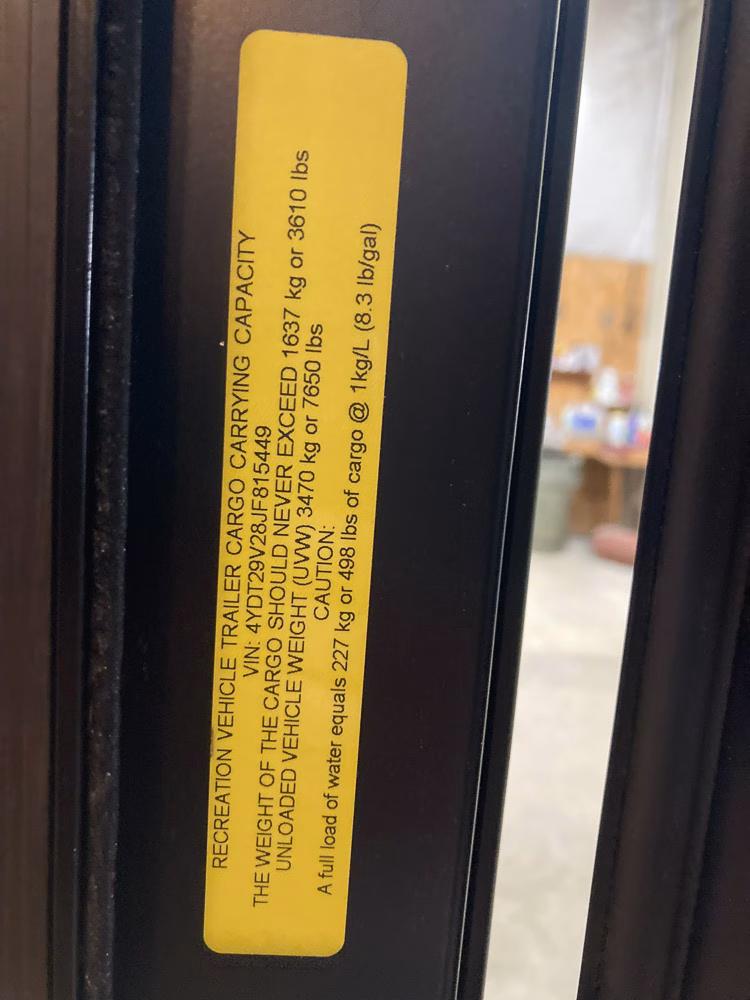 RECREATION VEHICLE TRAILER CARGO CARRYING CAPACITY
VIN: 4YDT29V28JF815449
THE WEIGHT OF THE CARGO SHOULD NEVER EXCEED 1637 kg or 3610 lbs
UNLOADED VEHICLE WEIGHT (UVW) 3470 kg or 7650 lbs
CAUTION:
A full load of water equals 227 kg or 498 lbs of cargo @ 1kg/L (8.3 lb/gal)